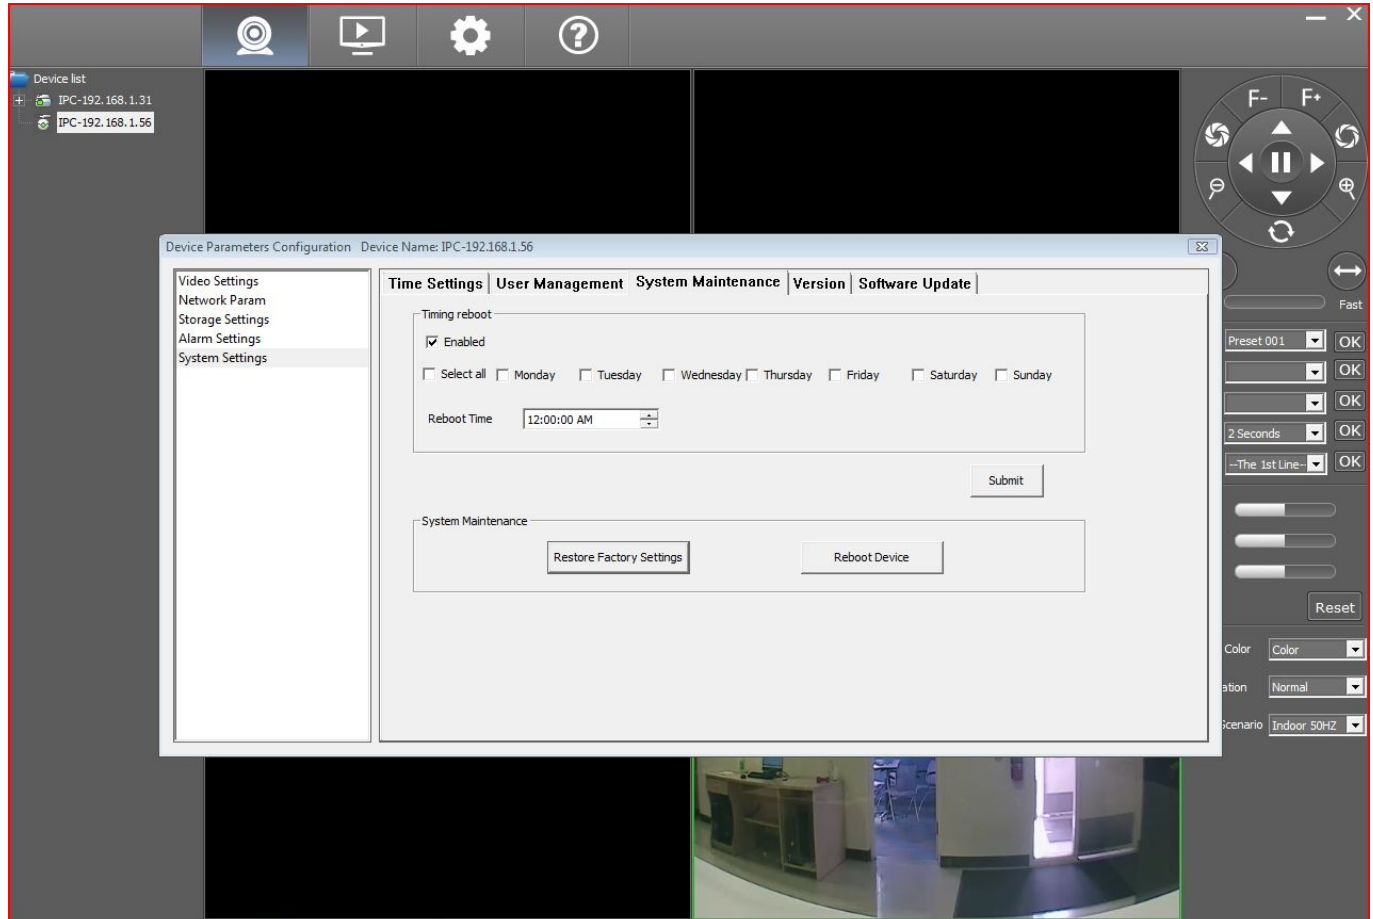 Device list
IPC-192.168.1.31
IPC-192.168.1.56
F- F+
Device Parameters Configuration Device Name: IPC-192.168.1.56
Video Settings
Network Param
Storage Settings
Alarm Settings
System Settings
Time Settings User Management System Maintenance Version Software Update
Timing reboot
Enabled
Select all Monday Tuesday Wednesday Thursday Friday Saturday Sunday
Reboot Time 12:00:00 AM
Submit
System Maintenance
Restore Factory Settings Reboot Device
Fast
Preset 001 OK
OK
OK
2 Seconds OK
--The 1st Line-- OK
Reset
Color Color
ation Normal
Scenario Indoor 50HZ